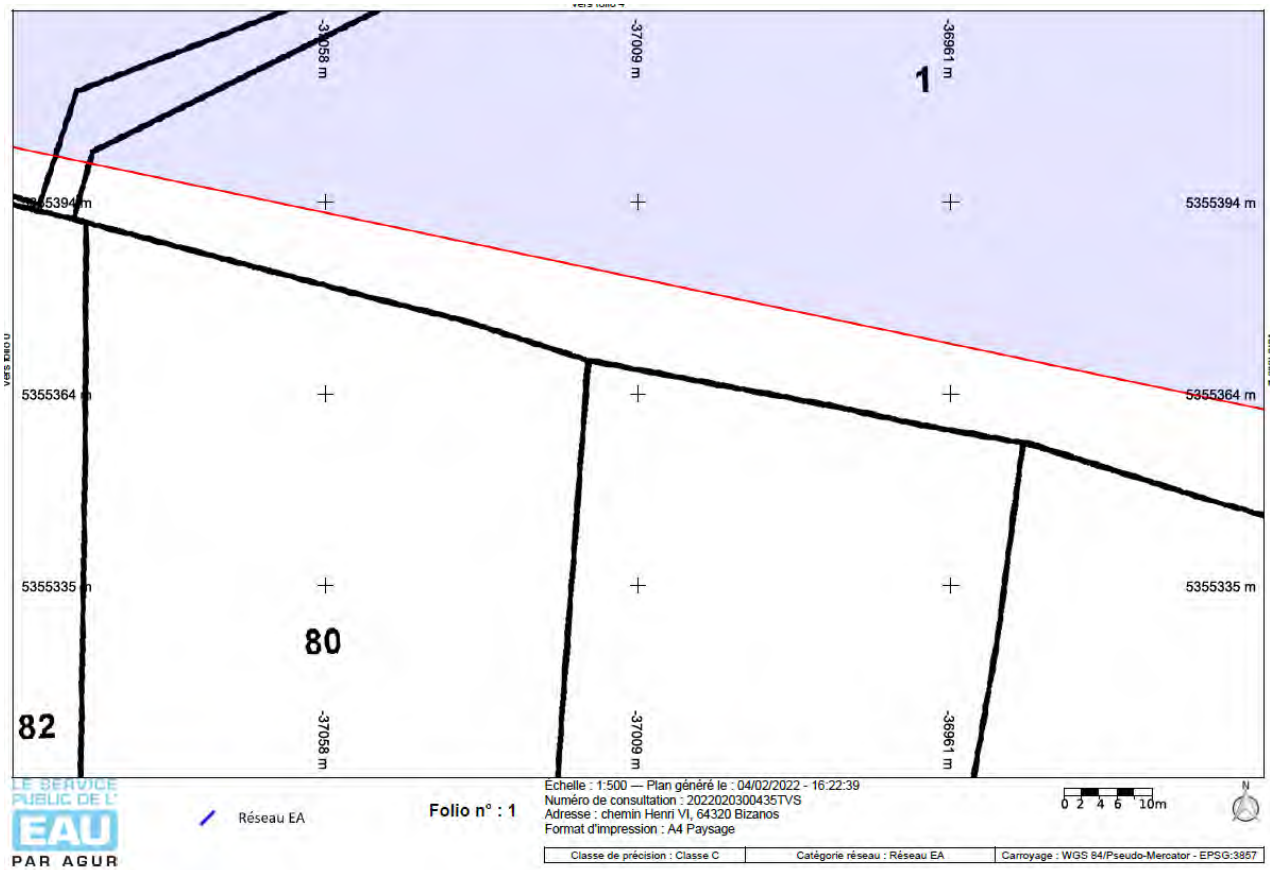 Vers folio 4
-37058 m
-37009 m
-36961 m
1
5355394 m
5355394 m
5355364 m
5355364 m
5355335 m
5355335 m
80
82
-37058 m
-37009 m
-36961 m
LE SERVICE
PUBLIC DE L'
EAU
PAR AGUR
Réseau EA
Folio n° : 1
Echelle : 1:500 — Plan généré le : 04/02/2022 - 16:22:39
Numéro de consultation : 2022020300435TVS
Adresse : chemin Henri VI, 64320 Bizanos
Format d'impression : A4 Paysage
Classe de précision : Classe C
Catégorie réseau : Réseau EA
Carroyage : WGS 84/Pseudo-Mercator - EPSG:3857
0 2 4 6 10m
N